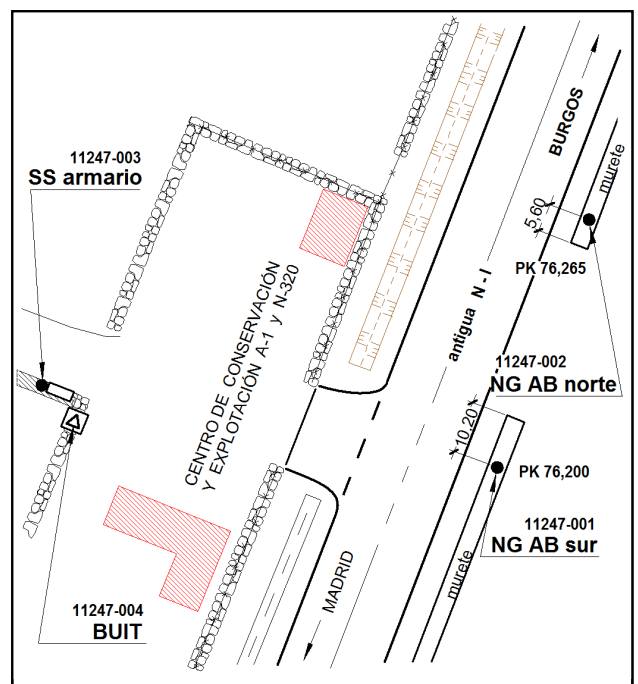 BURGOS
murete
11247-003
SS armario
5,60
PK 76,265
CENTRO DE CONSERVACIÓN
Y EXPLOTACIÓN A-1 y N-320
antigua N - I
11247-002
NG AB norte
10,20
PK 76,200
11247-001
NG AB sur
murete
MADRID
11247-004
BUIT